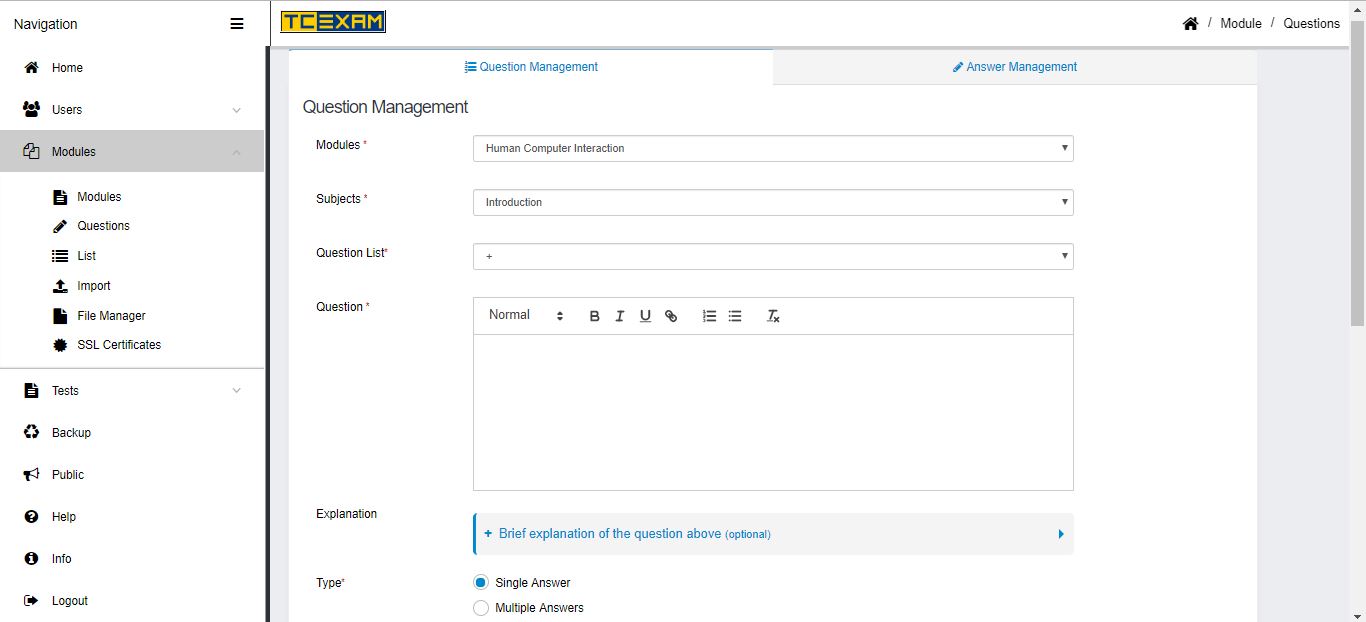 Navigation
Home
Users
Modules
Modules
Questions
List
Import
File Manager
SSL Certificates
Tests
Backup
Public
Help
Info
Logout
TCEXAM
/ Module / Questions
Question Management
Answer Management
Question Management
Modules *
Human Computer Interaction
Subjects *
Introduction
Question List*
+
Question *
Normal B I U
Explanation
+ Brief explanation of the question above (optional)
Type*
Single Answer
Multiple Answers